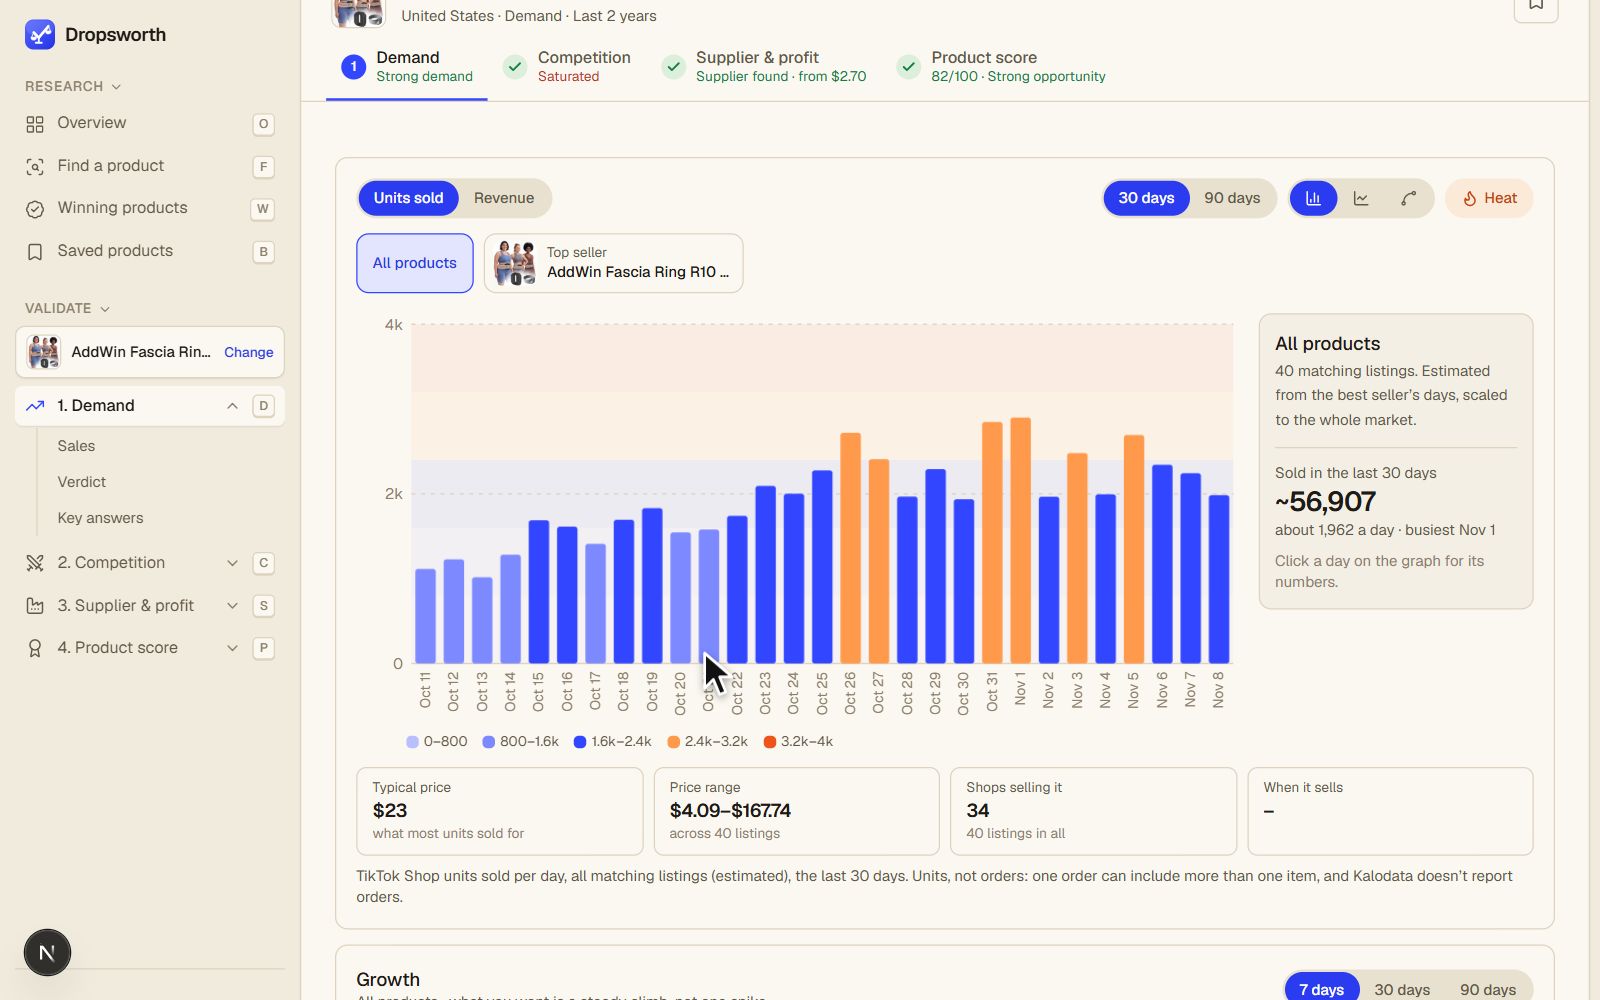 Dropsworth
RESEARCH
Overview
O
Find a product
F
Winning products
W
Saved products
B
VALIDATE
AddWin Fascia Rin...
Change
1. Demand
D
Sales
Verdict
Key answers
2. Competition
C
3. Supplier & profit
S
4. Product score
P
N
United States · Demand · Last 2 years
1
Demand
Strong demand
Competition
Saturated
Supplier & profit
Supplier found · from $2.70
Product score
82/100 · Strong opportunity
Units sold
Revenue
30 days
90 days
Heat
All products
Top seller
AddWin Fascia Ring R10 ...
4k
2k
0
Oct 11
Oct 12
Oct 13
Oct 14
Oct 15
Oct 16
Oct 17
Oct 18
Oct 19
Oct 20
Oct
22
Oct 23
Oct 24
Oct 25
Oct 26
Oct 27
Oct 28
Oct 29
Oct 30
Oct 31
Nov 1
Nov 2
Nov 3
Nov 4
Nov 5
Nov 6
Nov 7
Nov 8
0–800
800–1.6k
1.6k–2.4k
2.4k–3.2k
3.2k–4k
All products
40 matching listings. Estimated
from the best seller's days, scaled
to the whole market.
Sold in the last 30 days
~56,907
about 1,962 a day · busiest Nov 1
Click a day on the graph for its
numbers.
Typical price
$23
what most units sold for
Price range
$4.09–$167.74
across 40 listings
Shops selling it
34
40 listings in all
When it sells
–
TikTok Shop units sold per day, all matching listings (estimated), the last 30 days. Units, not orders: one order can include more than one item, and Kalodata doesn't report
orders.
Growth
7 days
30 days
90 days